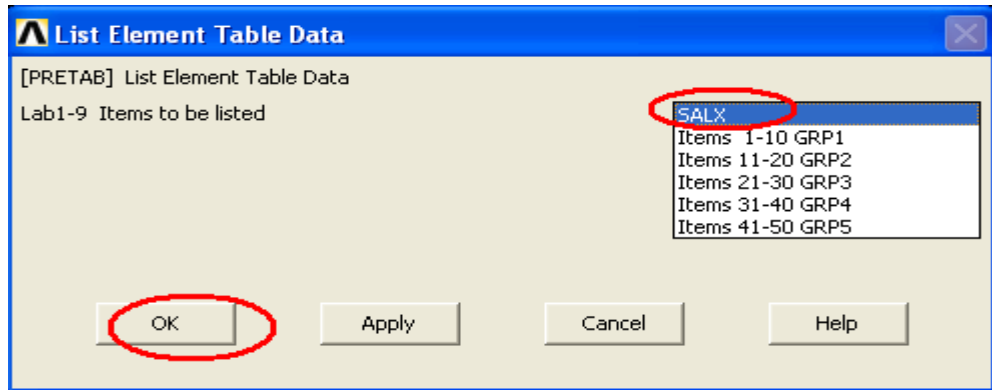 List Element Table Data
[PRETAB] List Element Table Data
Lab1-9 Items to be listed
SALX
Items 1-10 GRP1
Items 11-20 GRP2
Items 21-30 GRP3
Items 31-40 GRP4
Items 41-50 GRP5
OK Apply Cancel Help